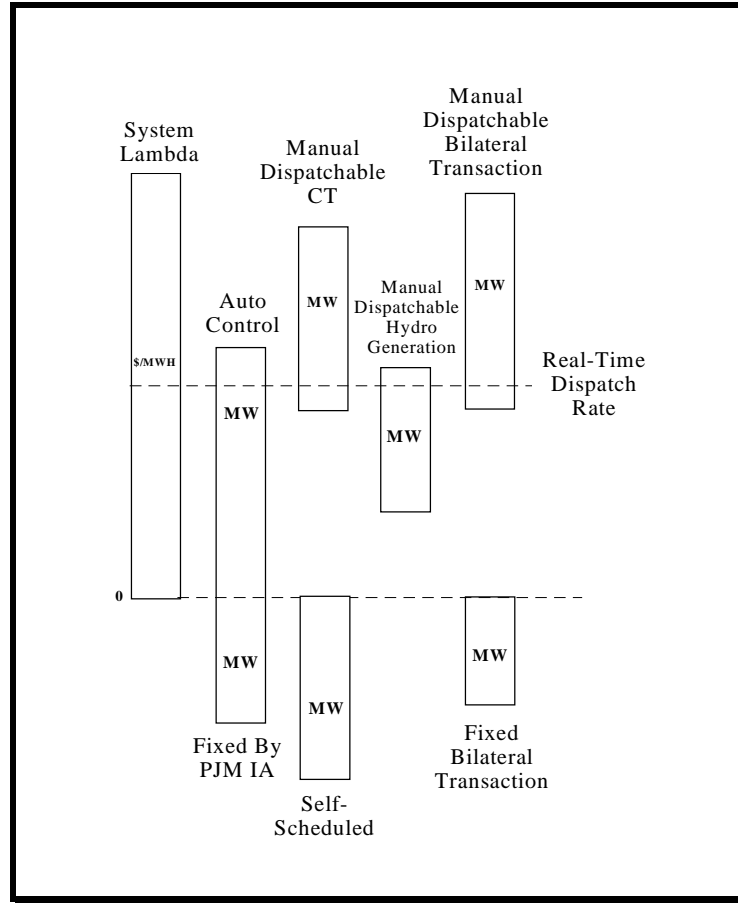 System
Lambda
Manual
Dispatchable
CT
Manual
Dispatchable
Bilateral
Transaction
Auto
Control
Manual
Dispatchable
Hydro
Generation
MW
MW
$/MWH
Real-Time
Dispatch
Rate
MW
MW
0
MW
MW
MW
Fixed By
PJM IA
Self-
Scheduled
Fixed
Bilateral
Transaction